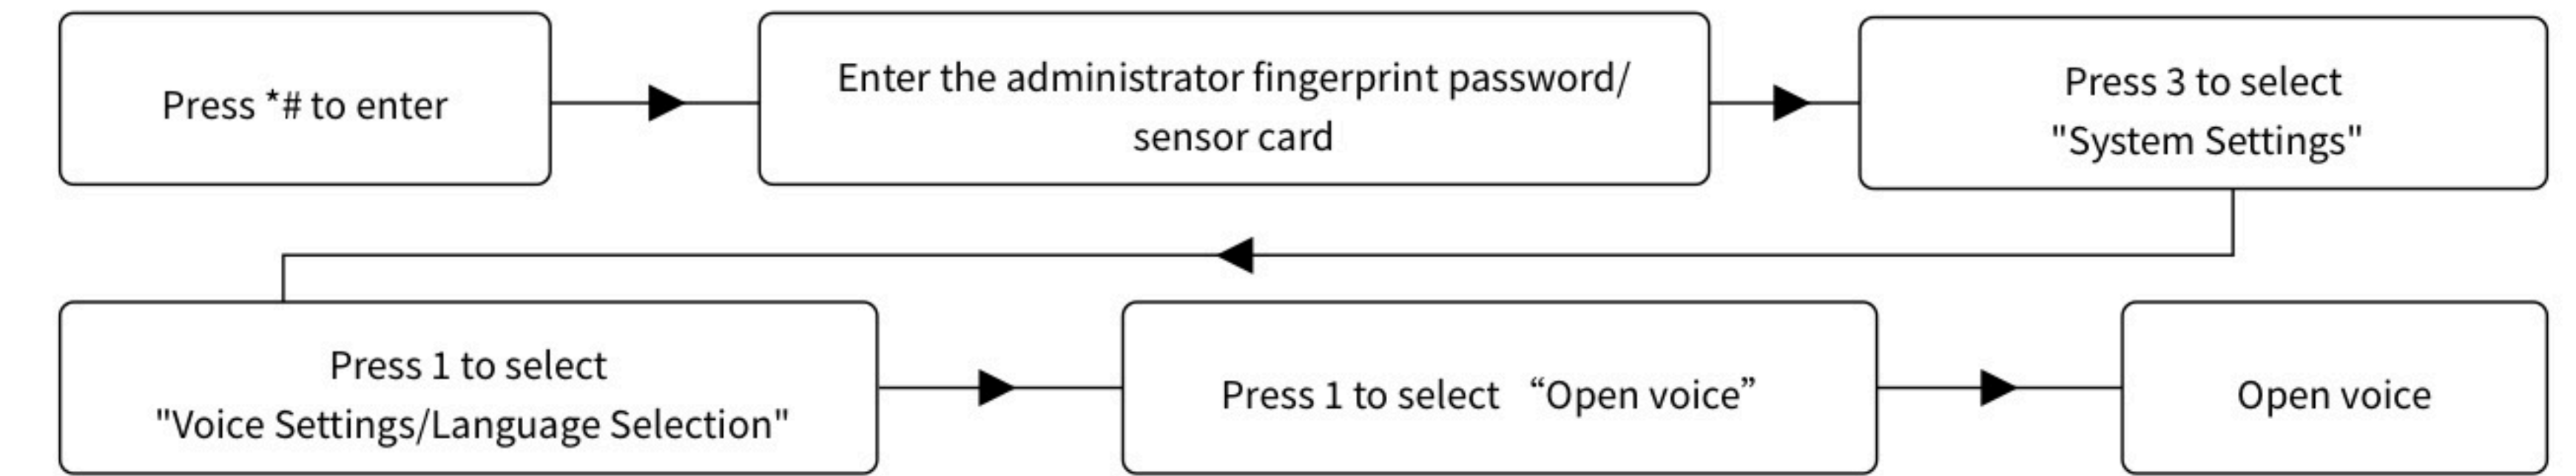 Press *# to enter
Enter the administrator fingerprint password/
sensor card
Press 3 to select
"System Settings"
Press 1 to select
"Voice Settings/Language Selection"
Press 1 to select “Open voice”
Open voice